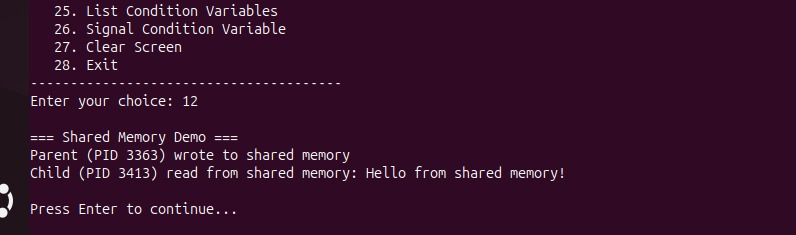 25. List Condition Variables
26. Signal Condition Variable
27. Clear Screen
28. Exit
---------------------------------------
Enter your choice: 12
=== Shared Memory Demo ===
Parent (PID 3363) wrote to shared memory
Child (PID 3413) read from shared memory: Hello from shared memory!
Press Enter to continue...